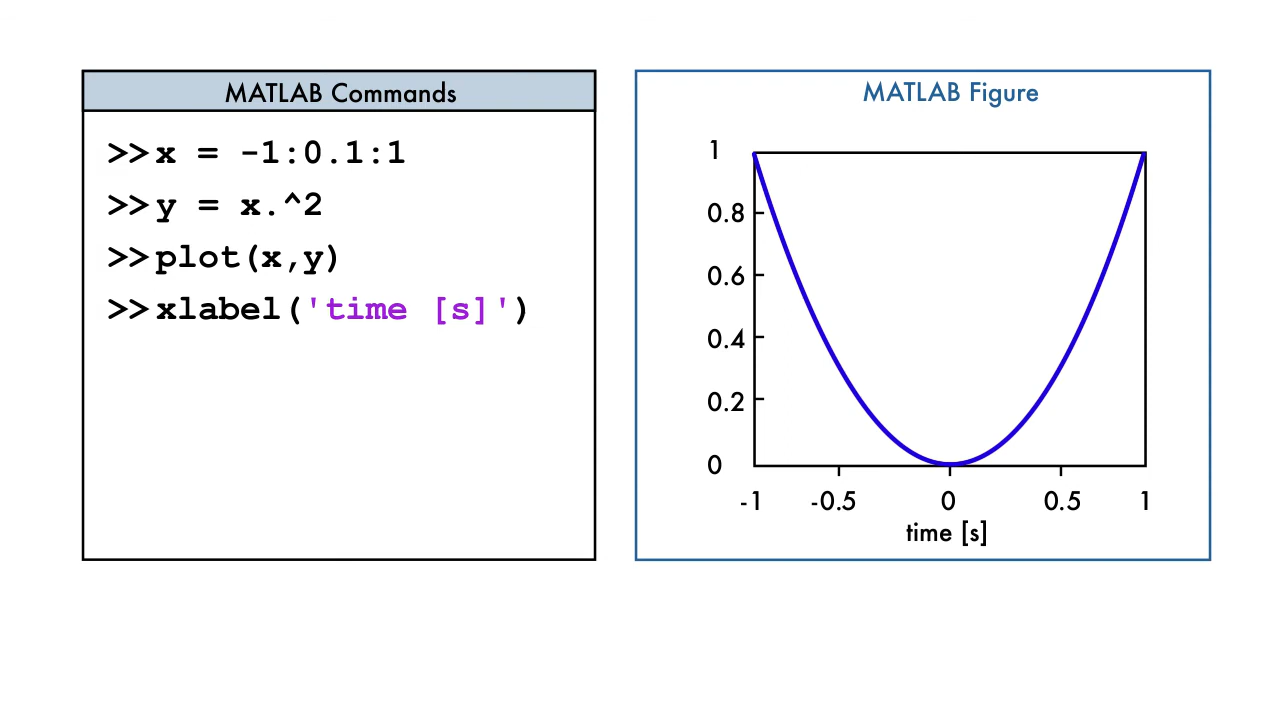 MATLAB Commands
>>x = -1:0.1:1
>>y = x.^2
>>plot(x,y)
>>xlabel('time [s]')
MATLAB Figure
1
0.8
0.6
0.4
0.2
0
-1 -0.5 0 0.5 1
time [s]